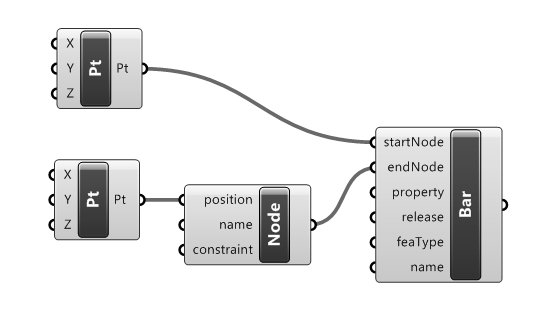 X
Y
Z
Pt
Pt
startNode
endNode
property
release
feaType
name
Bar
X
Y
Z
Pt
Pt
position
name
constraint
Node